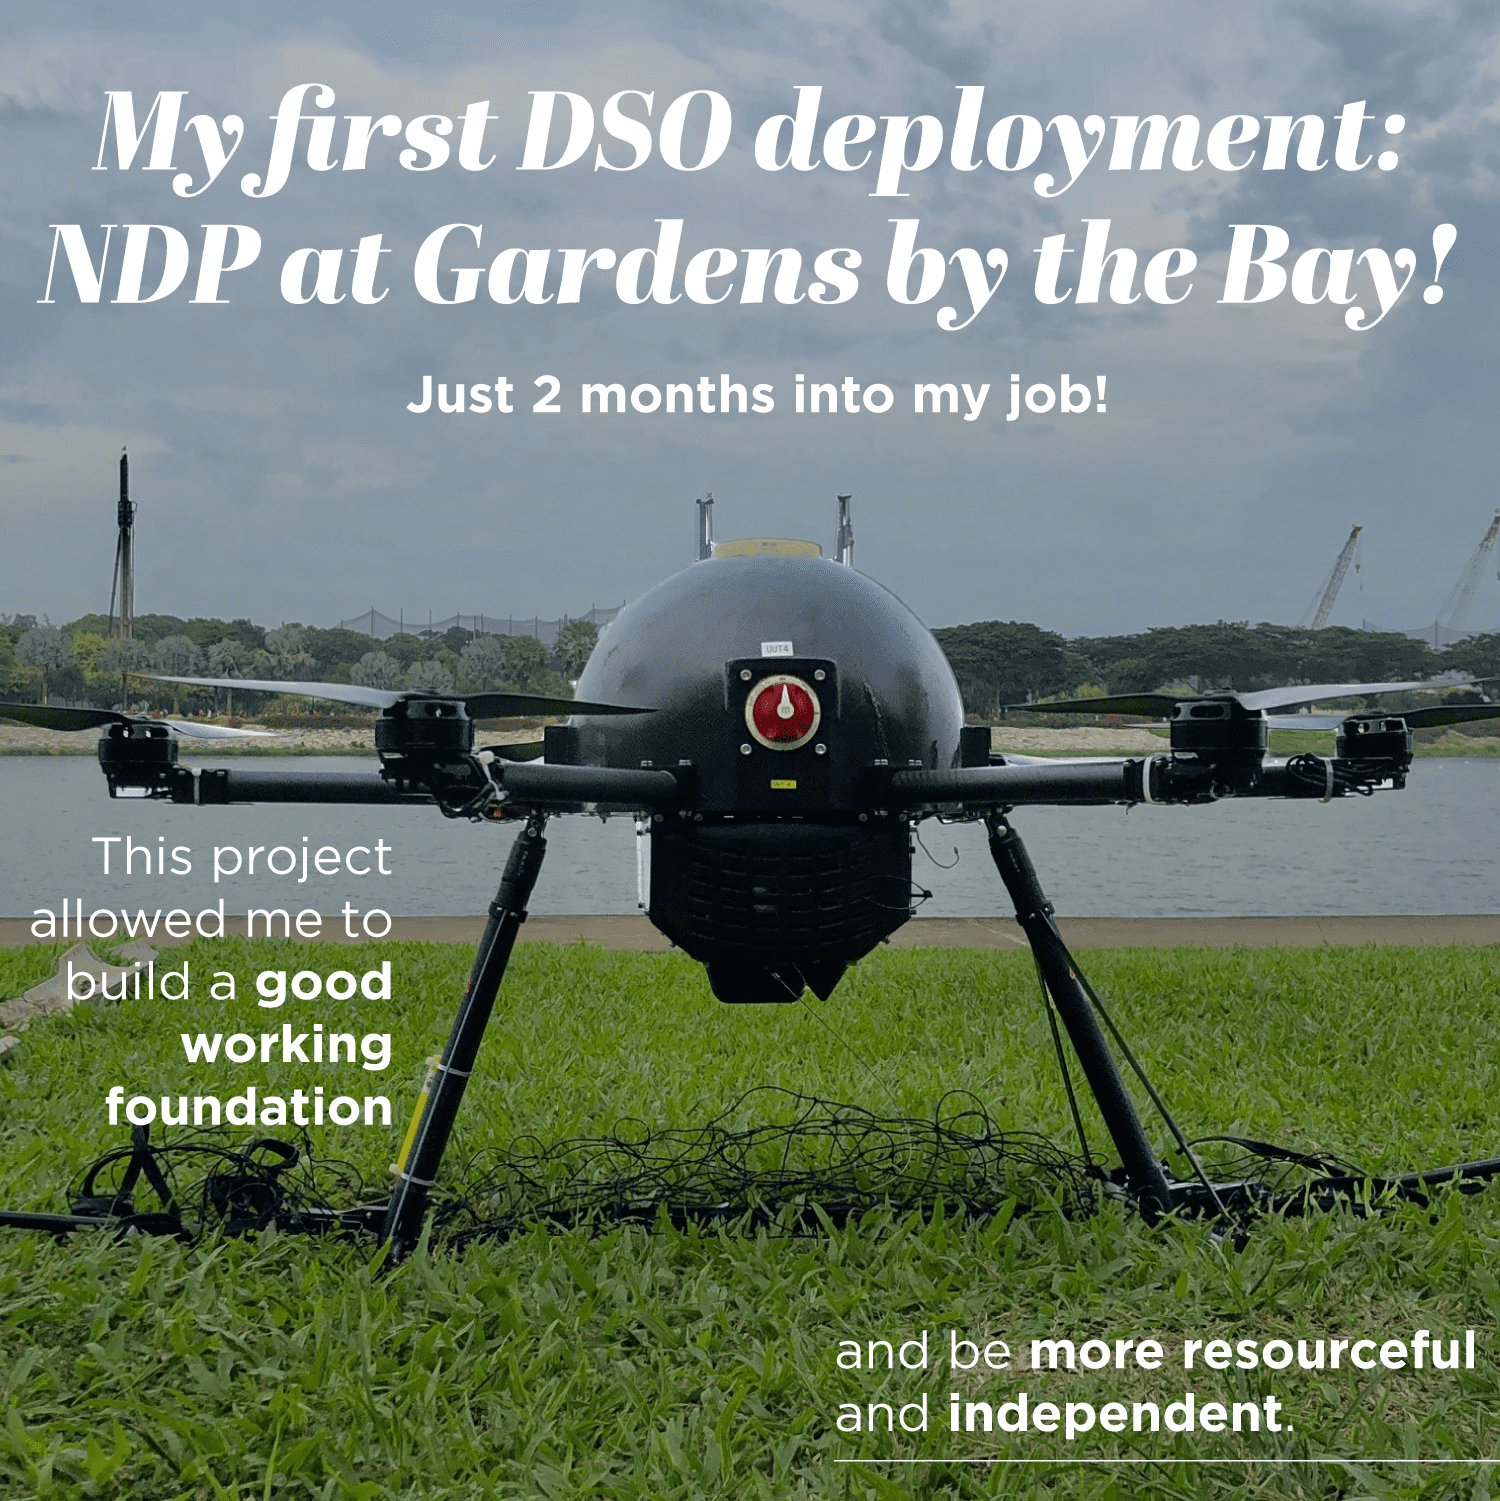 My first DSO deployment:
NDP at Gardens by the Bay!
Just 2 months into my job!
UUT4
This project
allowed me to
build a good
working
foundation
and be more resourceful
and independent.